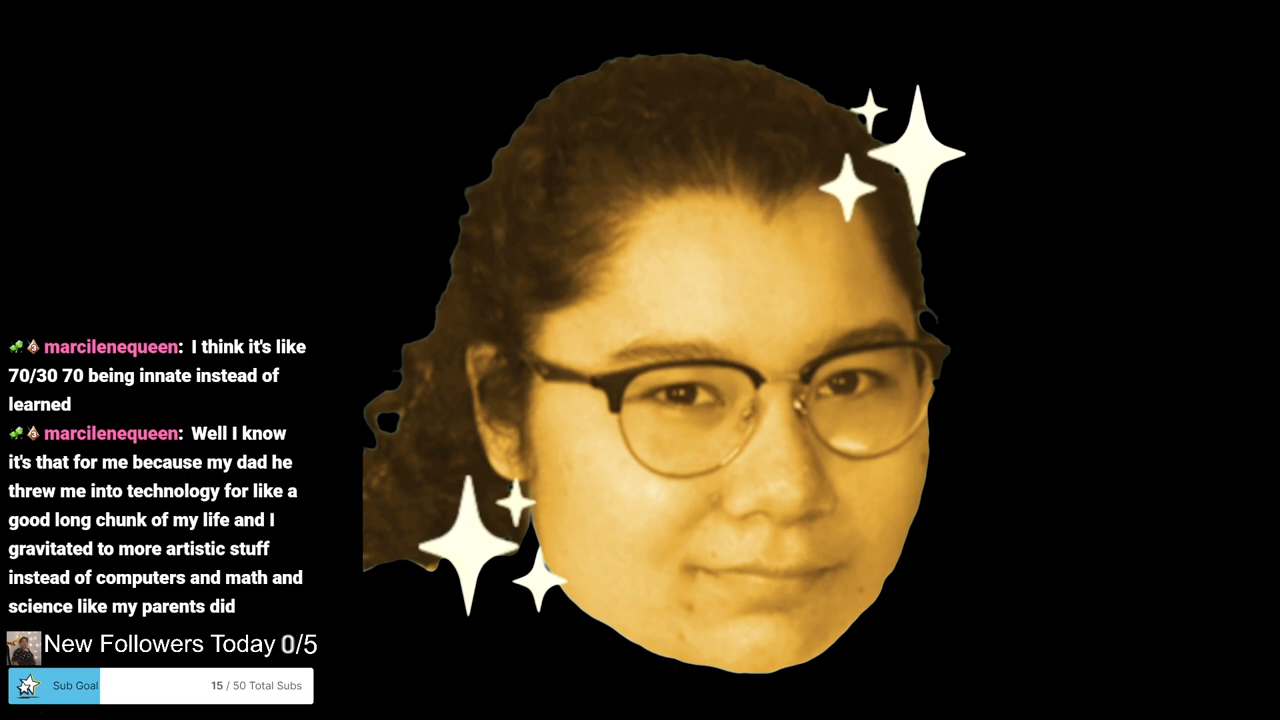 marcilenequeen: I think it's like
70/30 70 being innate instead of
learned
marcilenequeen: Well I know
it's that for me because my dad he
threw me into technology for like a
good long chunk of my life and I
gravitated to more artistic stuff
instead of computers and math and
science like my parents did
New Followers Today 0/5
Sub Goal 15 / 50 Total Subs